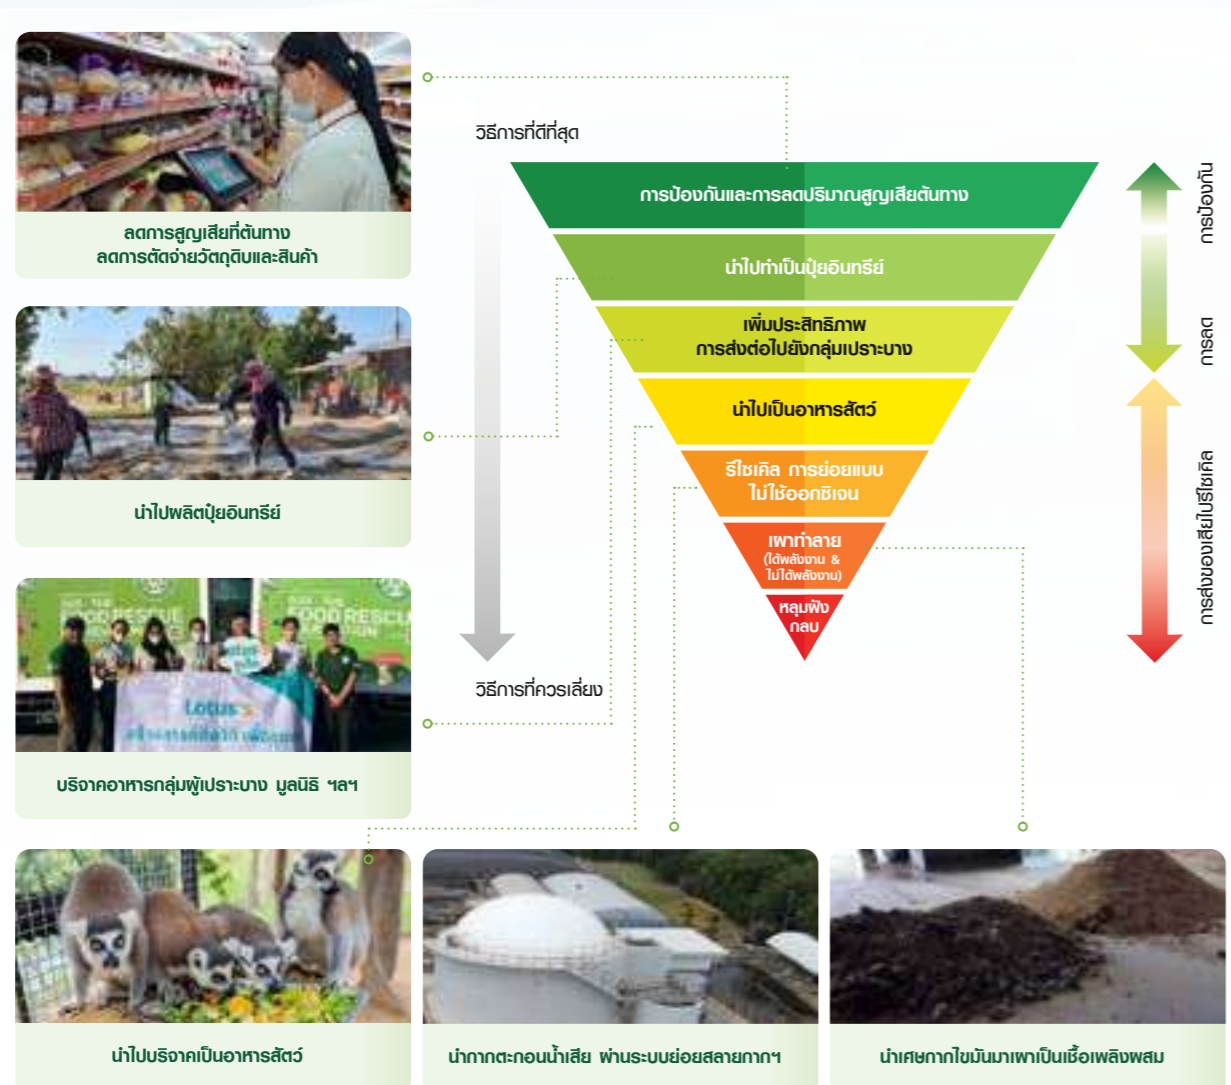 ลดการสูญเสียที่ต้นทาง
ลดการตัดจ่ายวัตถุดิบและสินค้า
นำไปผลิตปุ๋ยอินทรีย์
FOOD RESCUE
Lotus's
บริจาคอาหารกลุ่มผู้เปราะบาง มูลนิธิ ฯลฯ
วิธีการที่ดีที่สุด
การป้องกันและการลดปริมาณสูญเสียต้นทาง
นำไปทำเป็นปุ๋ยอินทรีย์
เพิ่มประสิทธิภาพ
การส่งต่อไปยังกลุ่มเปราะบาง
นำไปเป็นอาหารสัตว์
รีไซเคิล การย่อยแบบ
ไม่ใช้ออกซิเจน
เผาทำลาย
(ได้พลังงาน &
ไม่ได้พลังงาน)
หลุมฝัง
กลบ
วิธีการที่ควรเลี่ยง
การป้องกัน
การลด
การส่งของเสียไปรีไซเคิล
นำไปบริจาคเป็นอาหารสัตว์
นำกากตะกอนน้ำเสีย ผ่านระบบย่อยสลายกากฯ
นำเศษกากไขมันมาเผาเป็นเชื้อเพลิงผสม